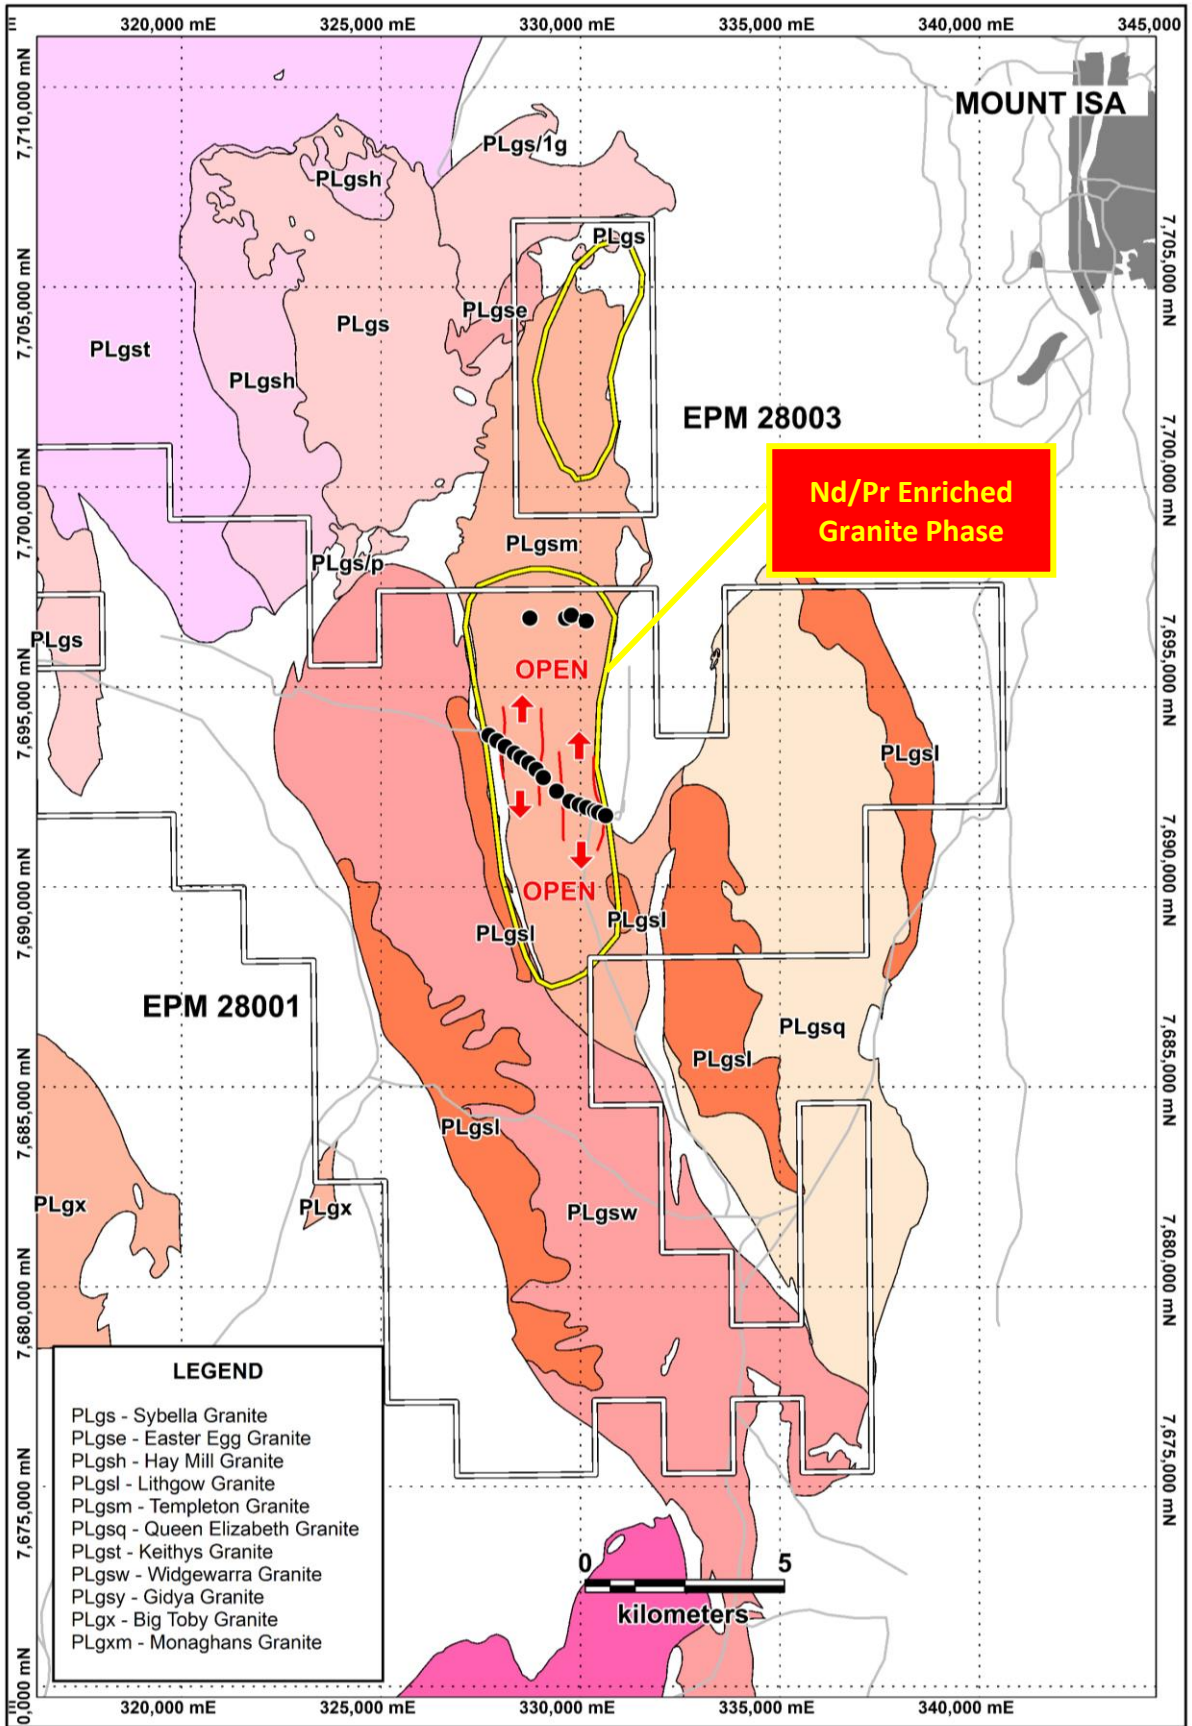 320,000 mE
325,000 mE
330,000 mE
335,000 mE
340,000 mE
345,000
7,710,000 mN
MOUNT ISA
PLgs/1g
PLgsh
PLgs
7,705,000 mN
7,705,000 mN
PLgse
PLgs
PLgst
PLgsh
EPM 28003
7,700,000 mN
Nd/Pr Enriched
Granite Phase
7,700,000 mN
PLgsm
PLgs/p
PLgs
7,695,000 mN
7,695,000 mN
OPEN
PLgsl
7,690,000 mN
7,690,000 mN
OPEN
PLgsl
PLgsl
EPM 28001
PLgsq
7,685,000 mN
PLgsl
7,685,000 mN
PLgsl
PLgx
PLgx
PLgsw
7,680,000 mN
7,680,000 mN
LEGEND
PLgs - Sybella Granite
PLgse - Easter Egg Granite
PLgsh - Hay Mill Granite
PLgsl - Lithgow Granite
PLgsm - Templeton Granite
PLgsq - Queen Elizabeth Granite
PLgst - Keithys Granite
PLgsw - Widgewarra Granite
PLgsy - Gidya Granite
PLgx - Big Toby Granite
PLgxm - Monaghans Granite
7,675,000 mN
7,675,000 mN
0 5
kilometers
0,000 mN
0,000 mN
320,000 mE
325,000 mE
330,000 mE
335,000 mE
340,000 mE